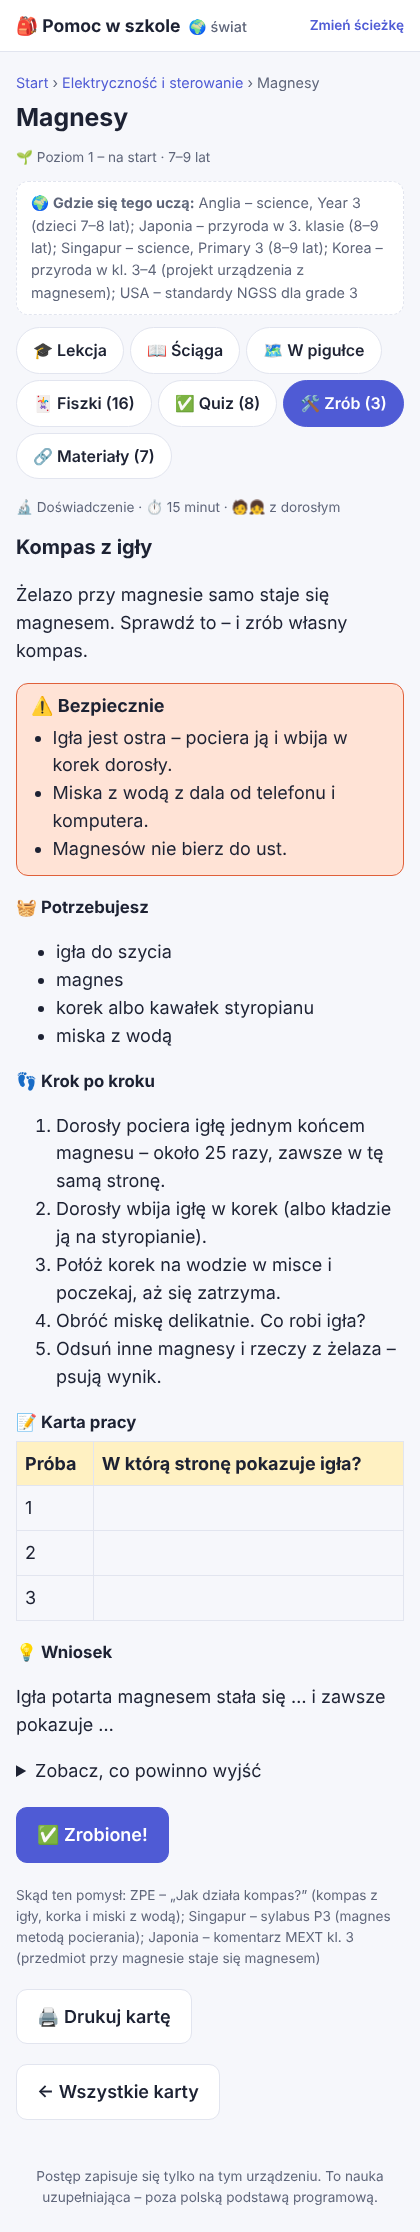 🎒 Pomoc w szkole 🌍 świat Zmień ścieżkę
Start › Elektryczność i sterowanie › Magnesy
Magnesy
🌱 Poziom 1 – na start · 7–9 lat
🌍 Gdzie się tego uczą: Anglia – science, Year 3
(dzieci 7–8 lat); Japonia – przyroda w 3. klasie (8–9
lat); Singapur – science, Primary 3 (8–9 lat); Korea –
przyroda w kl. 3–4 (projekt urządzenia z
magnesem); USA – standardy NGSS dla grade 3
🎓 Lekcja 📖 Ściąga 🗺️ W pigułce
🃏 Fiszki (16) ✅ Quiz (8) 🛠️ Zrób (3)
🔗 Materiały (7)
🔬 Doświadczenie · ⏱️ 15 minut · 🧑‍👧 z dorosłym
Kompas z igły
Żelazo przy magnesie samo staje się
magnesem. Sprawdź to – i zrób własny
kompas.
⚠️ Bezpiecznie
• Igła jest ostra – pociera ją i wbija w
korek dorosły.
• Miska z wodą z dala od telefonu i
komputera.
• Magnesów nie bierz do ust.
🧺 Potrzebujesz
• igła do szycia
• magnes
• korek albo kawałek styropianu
• miska z wodą
👣 Krok po kroku
1. Dorosły pociera igłę jednym końcem
magnesu – około 25 razy, zawsze w tę
samą stronę.
2. Dorosły wbija igłę w korek (albo kładzie
ją na styropianie).
3. Połóż korek na wodzie w misce i
poczekaj, aż się zatrzyma.
4. Obróć miskę delikatnie. Co robi igła?
5. Odsuń inne magnesy i rzeczy z żelaza –
psują wynik.
📝 Karta pracy
Próba W którą stronę pokazuje igła?
1
2
3
💡 Wniosek
Igła potarta magnesem stała się … i zawsze
pokazuje …
▶ Zobacz, co powinno wyjść
✅ Zrobione!
Skąd ten pomysł: ZPE – „Jak działa kompas?” (kompas z
igły, korka i miski z wodą); Singapur – sylabus P3 (magnes
metodą pocierania); Japonia – komentarz MEXT kl. 3
(przedmiot przy magnesie staje się magnesem)
🖨️ Drukuj kartę
← Wszystkie karty
Postęp zapisuje się tylko na tym urządzeniu. To nauka
uzupełniająca – poza polską podstawą programową.